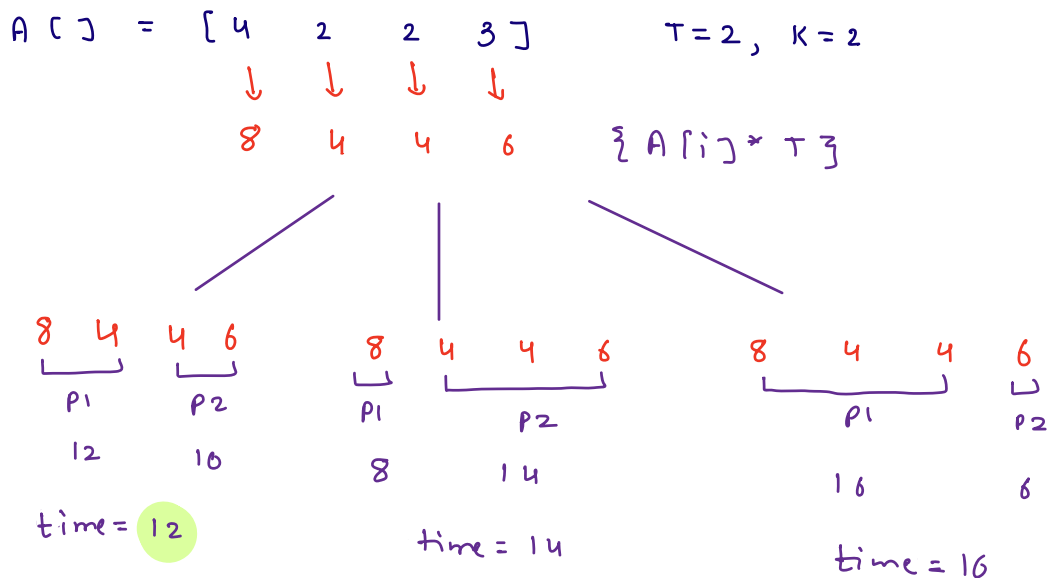 A [ ] = [ 4 2 2 3 ] T = 2, K = 2
8 4 4 6 { A[i] * T }
8 4 4 6
P1 P2
12 10
time = 12
8 4 4 6
P1 P2
8 14
time = 14
8 4 4 6
P1 P2
16 6
time = 16